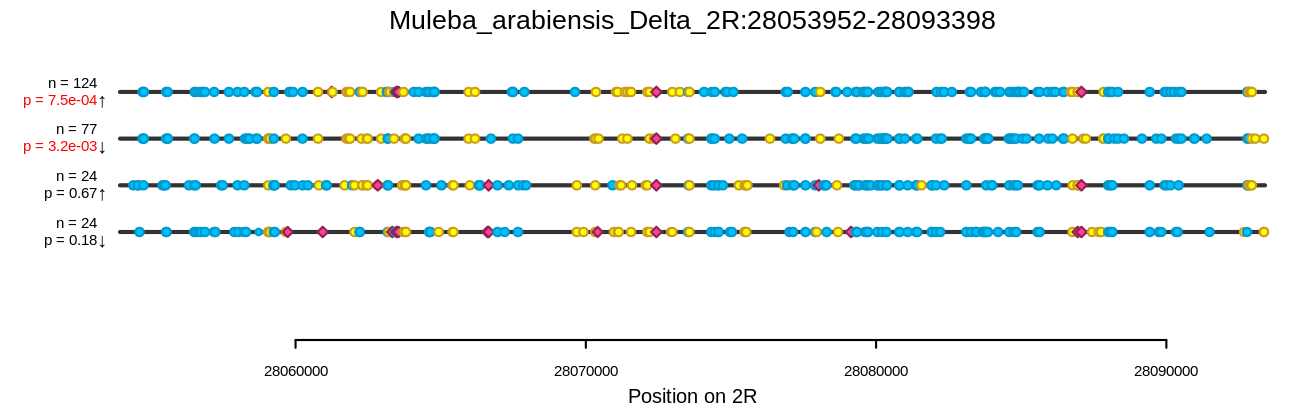 Muleba_arabiensis_Delta_2R:28053952-28093398
n = 124
p = 7.5e-04↑
n = 77
p = 3.2e-03↓
n = 24
p = 0.67↑
n = 24
p = 0.18↓
28060000 28070000 28080000 28090000
Position on 2R